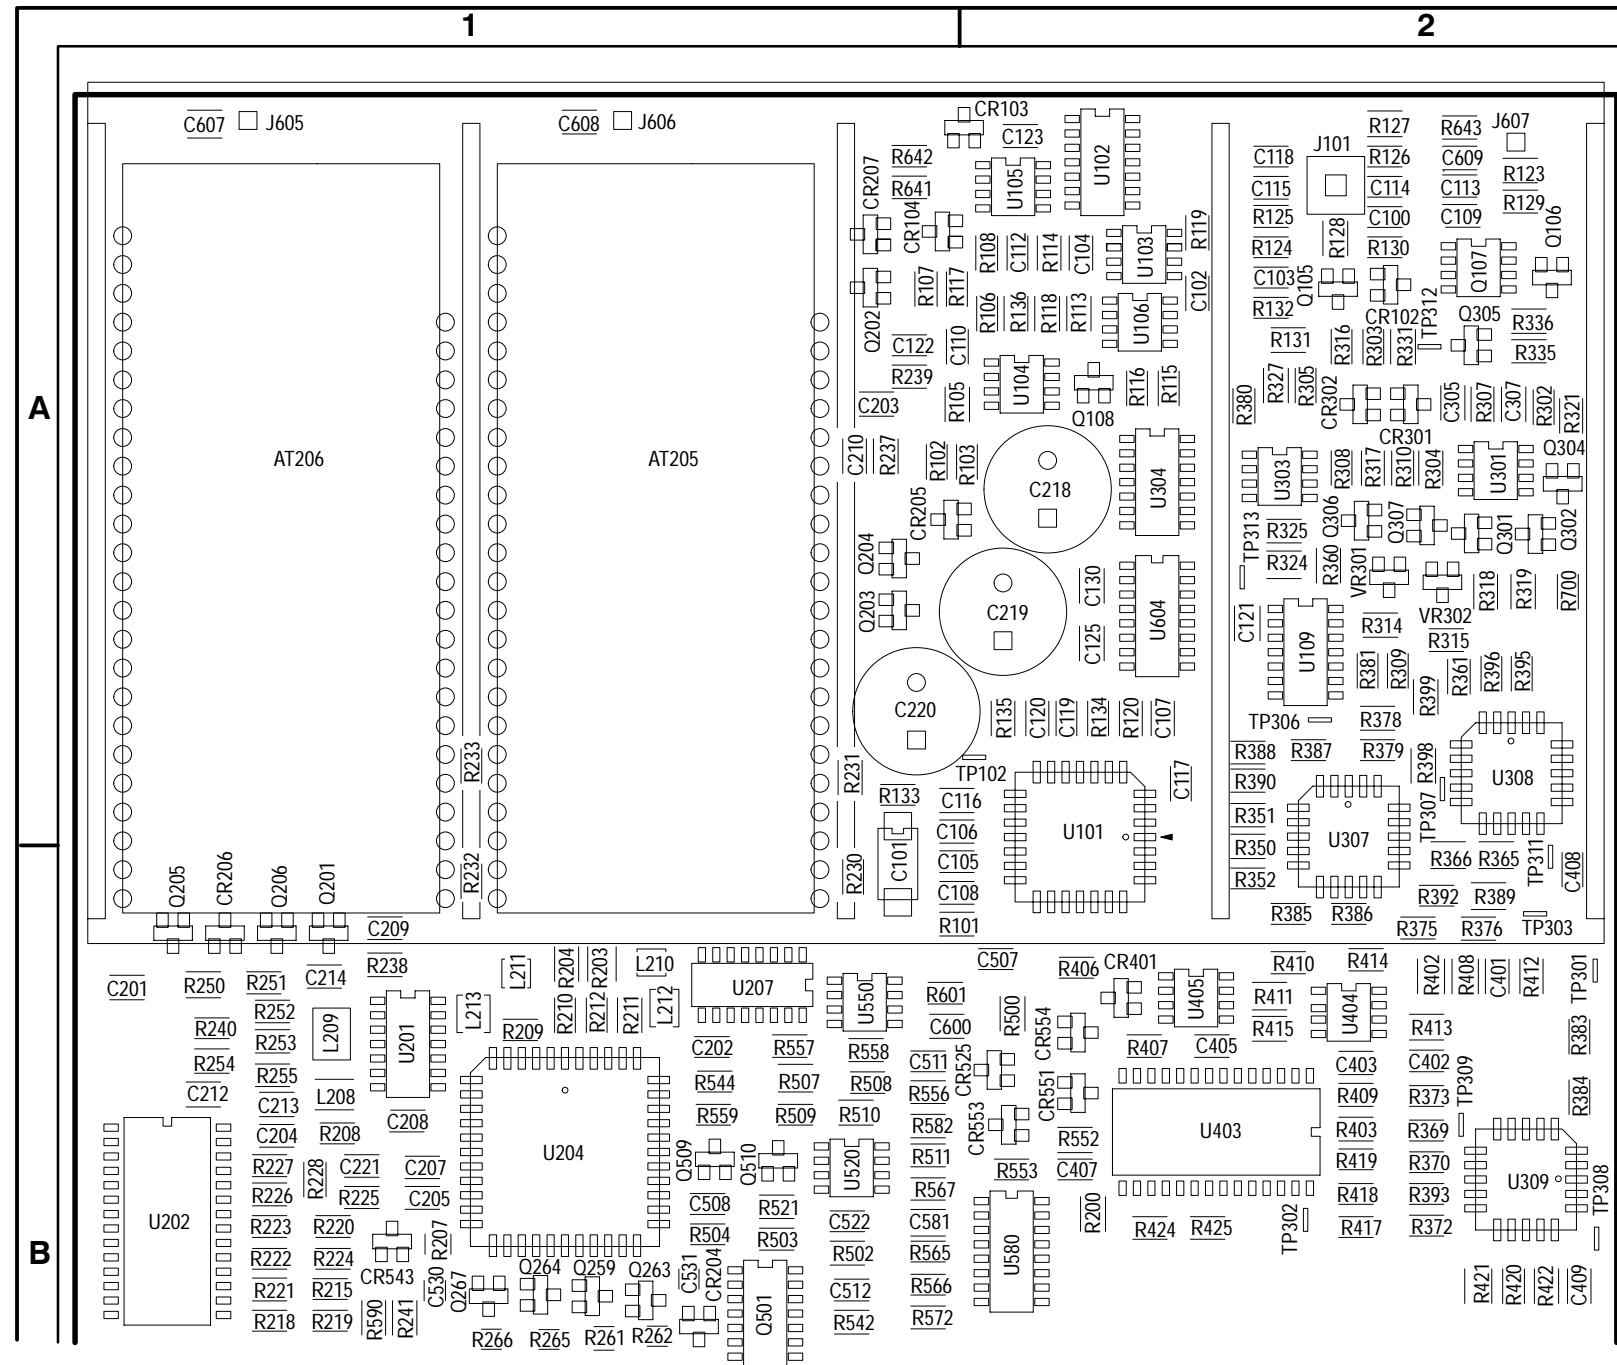 1 2
C607 J605 C608 J606 CR103 C123 U102 R127 R643 J607
CR207 R642 U105 C118 J101 R126 C609 R123
R641 C115 C114 C113 R129
CR104 R119 R125 R128 C100 C109 Q106
R108 C112 R114 C104 U103 R124 R130 Q107
R107 R117 C102 C103 Q105
Q202 R106 R136 R118 R113 U106 R132 CR102 TP312 Q305 R336
C122 C110 R131 R316 R303 R331 R335
R239 R105 U104 R116 R115 R380 R327 R305 CR302
A C203 Q108 C305 R307 C307 R302 R321
AT206 AT205 C210 R237 R102 R103 CR301 Q304
C218 U304 U303 R308 R317 R310 R304 U301
CR205 TP313 R325 Q306 Q307 Q301 Q302
Q204 R324 R360 VR301
Q203 C219 C130 U604 R318 R319 R700
C125 C121 U109 R314 VR302
R315
R381 R309 R399 R361 R396 R395
C220 R135 C120 C119 R134 R120 C107 TP306 R378
R233 R231 TP102 R388 R387 R379 R398 U308
R133 C116 C117 R390 TP307
C106 U101 R351 U307
C101 C105 R350 R366 R365 TP311 C408
Q205 CR206 Q206 Q201 R232 R230 C108 R352 R392 R389
C209 R101 R385 R386 R375 R376 TP303
C201 R250 R251 C214 R238 L211 R204 R203 L210 U207 U550 C507 R406 CR401 U405 R410 R414 R402 R408 C401 R412 TP301
R252 L213 R210 R212 R211 L212 R601 R500 R411 U404
R240 R253 L209 U201 R209 C600 CR554 R415 R413 R383
R254 C202 R557 R558 C511 CR525 R407 C405 C403 C402
R255 L208 R544 R507 R508 R556 CR551 R409 R373 TP309 R384
C212 C213 R559 R509 R510 R582 CR553 R552 U403 R403 R369
C204 R208 C208 U204 Q509 Q510 U520 R511 R553 C407 R419 R370 U309 TP308
R227 R228 C221 C207
R226 R225 C205 C508 R521 R567 R200 R418 R393
U202 R223 R220 R207 R504 R503 C522 C581 U580 R424 R425 TP302 R417 R372
B R222 R224 CR543 C530 Q267 Q264 Q259 Q263 C531 CR204 R502 R565
R221 R215 R590 R241 Q501 C512 R566 R421 R420 R422 C409
R218 R219 R266 R265 R261 R262 R542 R572